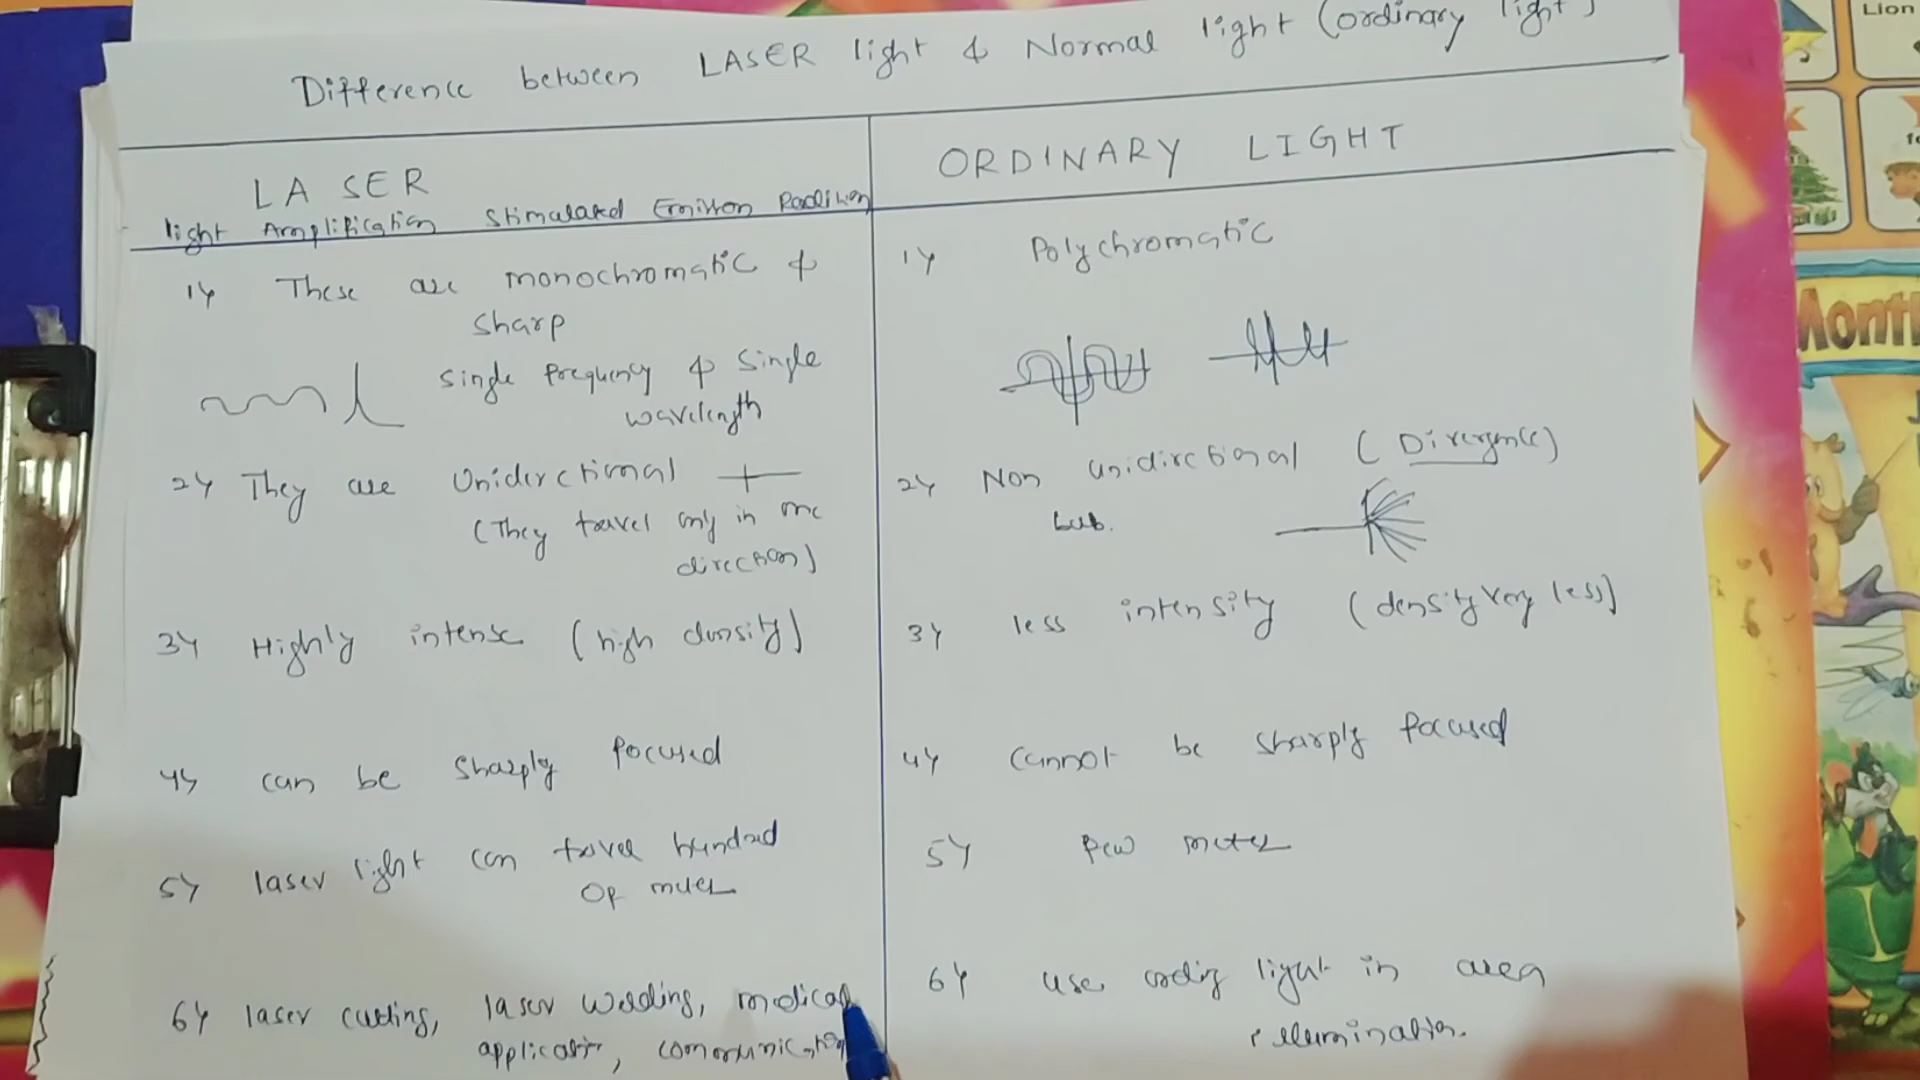 Difference between LASER light & Normal light (ordinary light)
LASER
light Amplification Stimulated Emission Radiation
ORDINARY LIGHT
1) These are monochromatic &
sharp
single frequency & single
wavelength
2) They are Unidirectional
(They travel only in one
direction)
3) Highly intense (high density)
4) can be sharply focused
5) laser light can travel hundred
of meter
6) laser cutting, laser welding, medical
application, communication
1) Polychromatic
2) Non unidirectional (Divergence)
3) less intensity (density very less)
4) Cannot be sharply focused
5) few meter
6) use light in area
illumination.
Lion
Mont